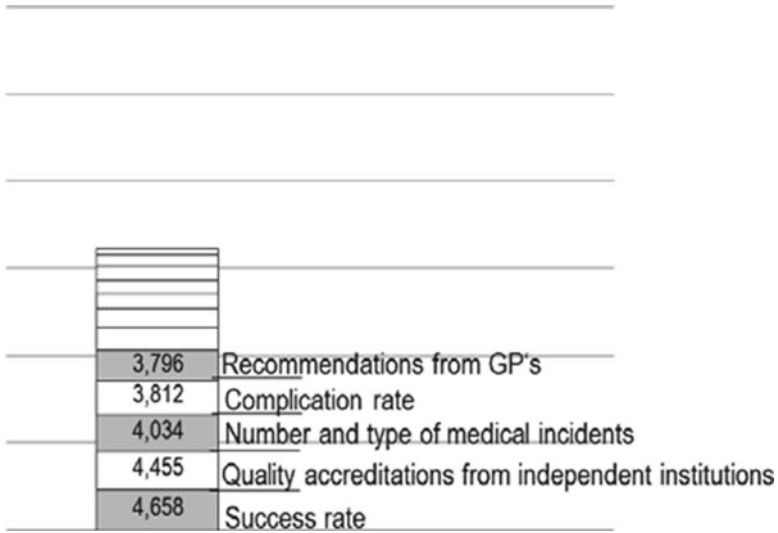 3,796 Recommendations from GP's
3,812 Complication rate
4,034 Number and type of medical incidents
4,455 Quality accreditations from independent institutions
4,658 Success rate